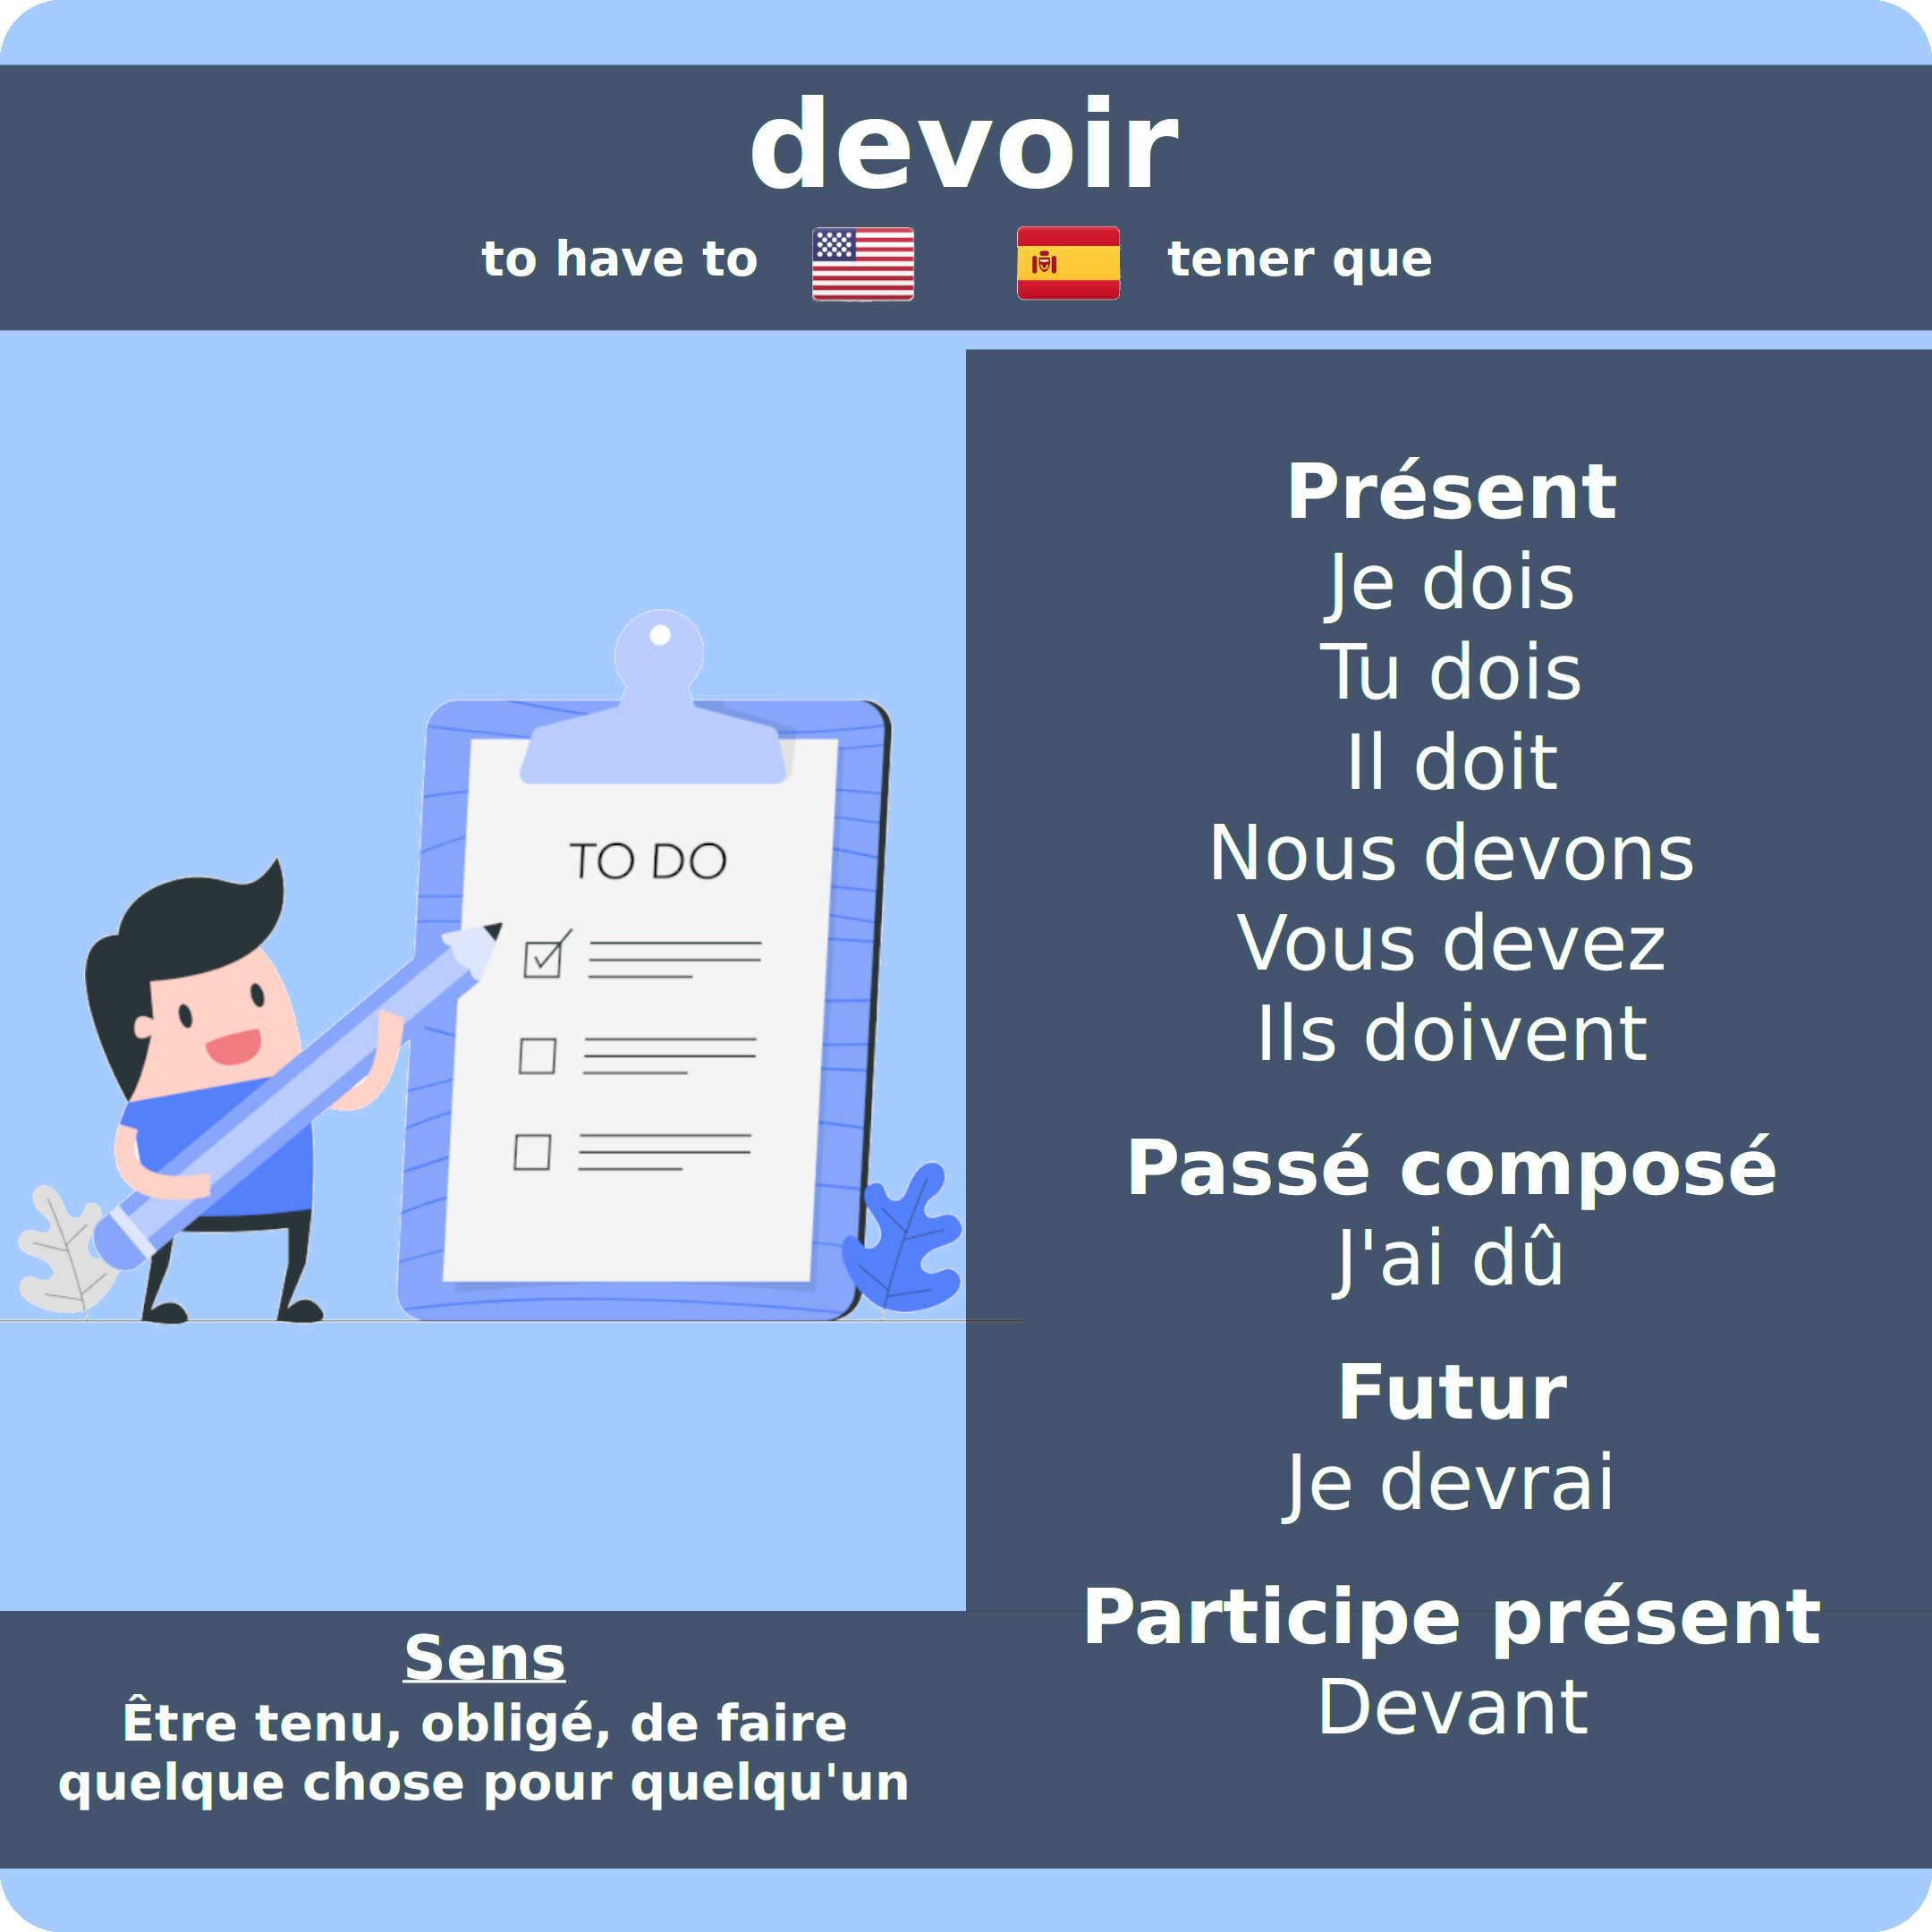 devoir
to have to
tener que
TO DO
Présent
Je dois
Tu dois
Il doit
Nous devons
Vous devez
Ils doivent
Passé composé
J'ai dû
Futur
Je devrai
Participe présent
Devant
Sens
Être tenu, obligé, de faire
quelque chose pour quelqu'un